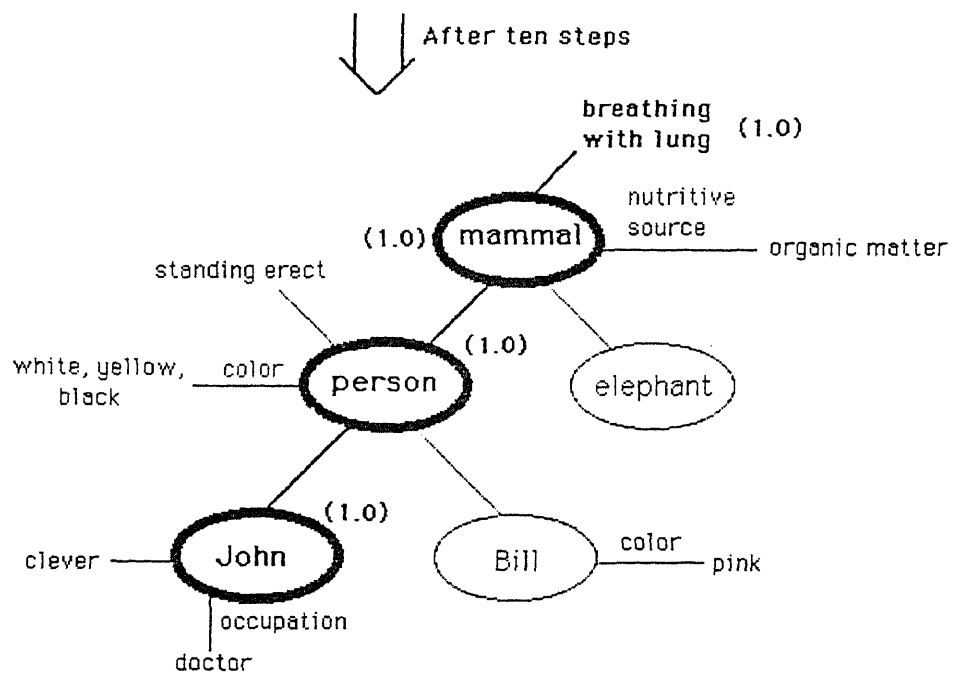 After ten steps
breathing
with lung (1.0)
nutritive
source
(1.0) mammal
organic matter
standing erect
(1.0)
white, yellow,
black
color
person
elephant
(1.0)
clever
John
Bill
color
pink
occupation
doctor